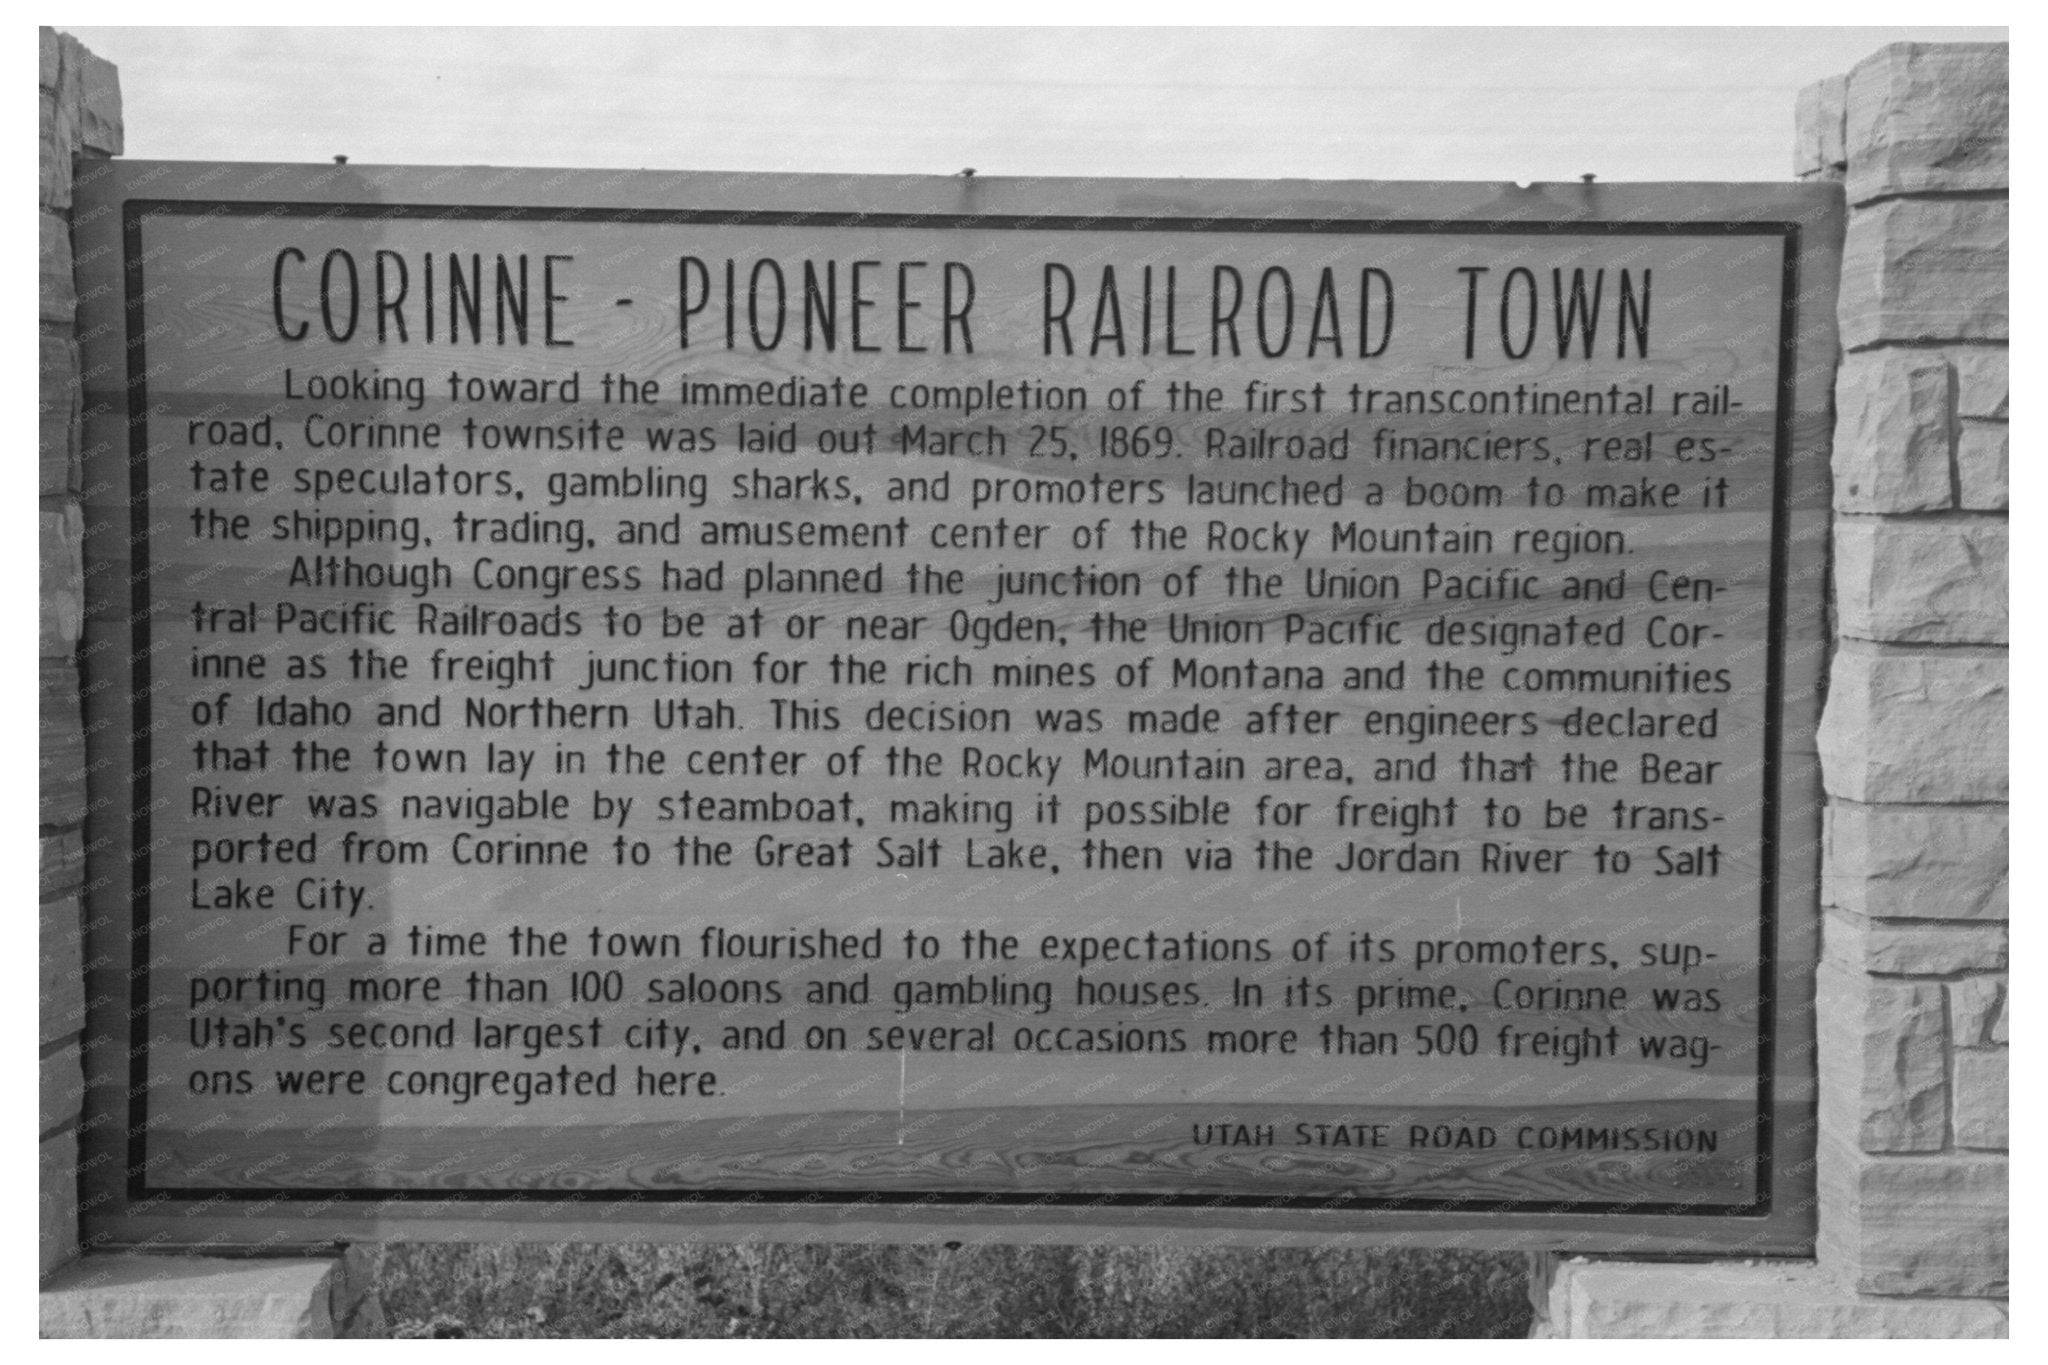 CORINNE - PIONEER RAILROAD TOWN
Looking toward the immediate completion of the first transcontinental rail-
road, Corinne townsite was laid out March 25, 1869. Railroad financiers, real es-
tate speculators, gambling sharks, and promoters launched a boom to make it
the shipping, trading, and amusement center of the Rocky Mountain region.
Although Congress had planned the junction of the Union Pacific and Cen-
tral Pacific Railroads to be at or near Ogden, the Union Pacific designated Cor-
inne as the freight junction for the rich mines of Montana and the communities
of Idaho and Northern Utah. This decision was made after engineers declared
that the town lay in the center of the Rocky Mountain area, and that the Bear
River was navigable by steamboat, making it possible for freight to be trans-
ported from Corinne to the Great Salt Lake, then via the Jordan River to Salt
Lake City.
For a time the town flourished to the expectations of its promoters, sup-
porting more than 100 saloons and gambling houses. In its prime, Corinne was
Utah's second largest city, and on several occasions more than 500 freight wag-
ons were congregated here.
UTAH STATE ROAD COMMISSION